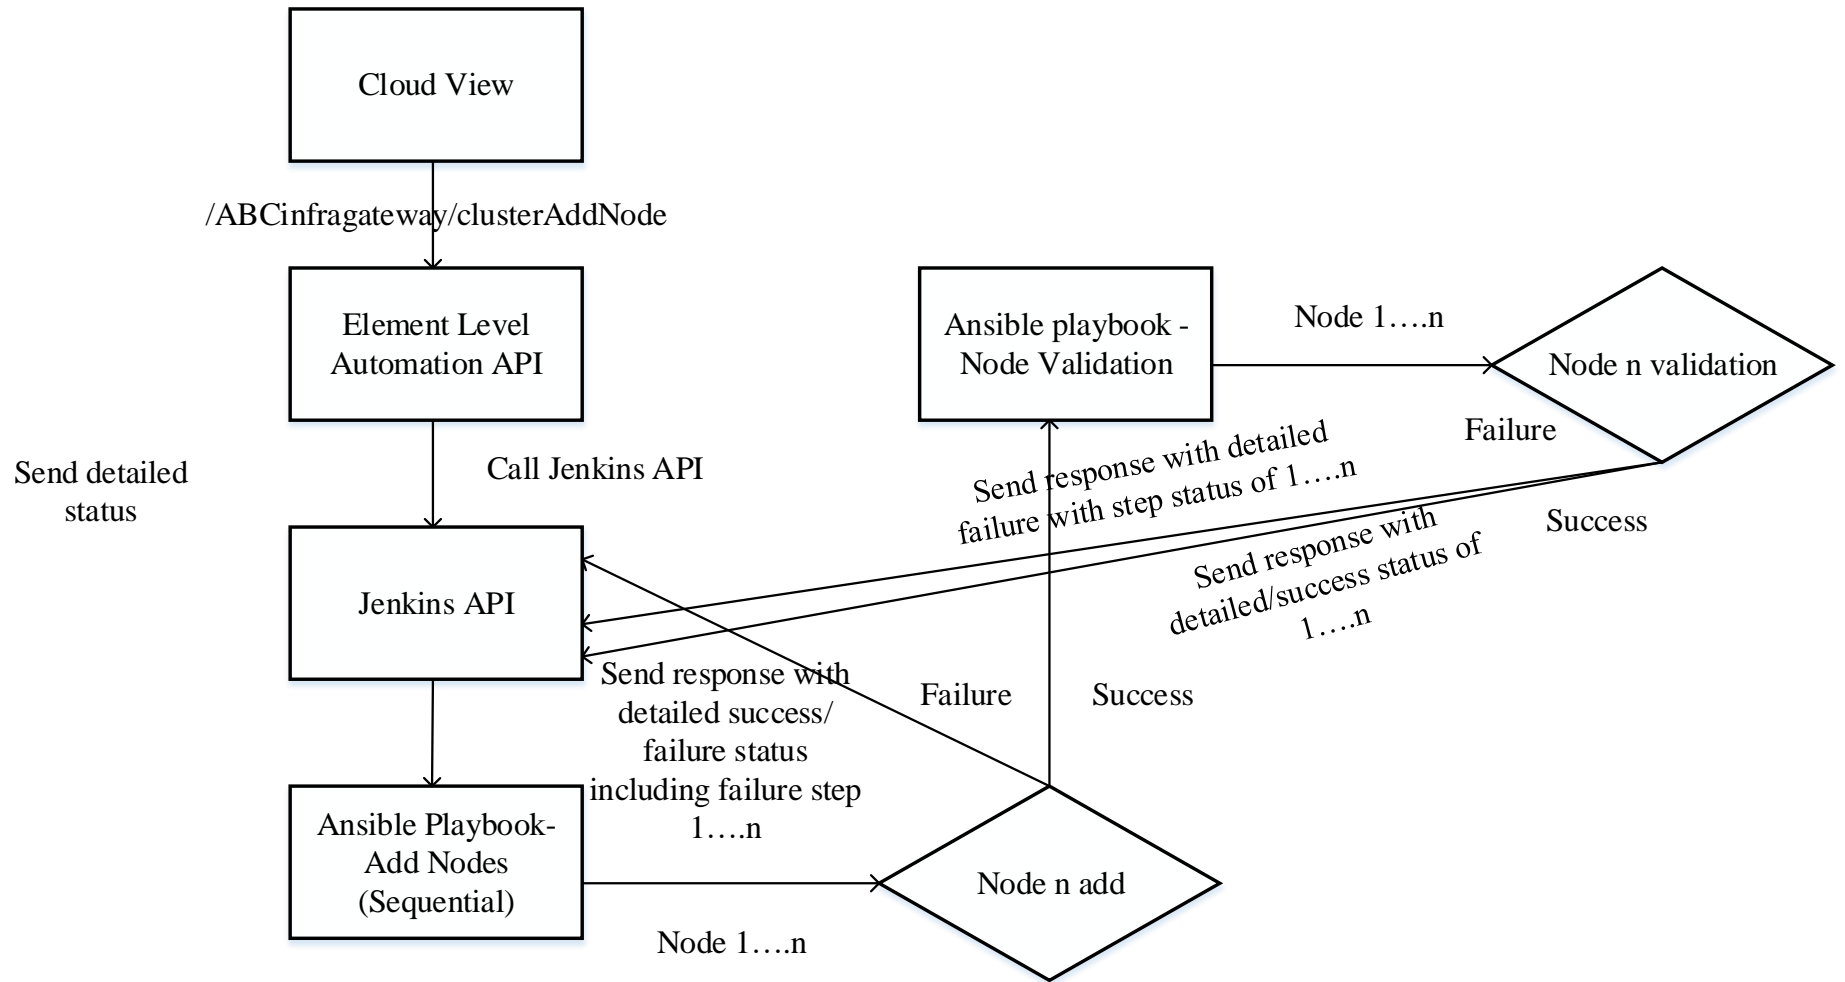 Cloud View
/ABCinfragateway/clusterAddNode
Element Level
Automation API
Ansible playbook -
Node Validation
Node 1….n
Node n validation
Send detailed
status
Call Jenkins API
Send response with detailed
failure with step status of 1….n
Failure
Success
Send response with
detailed/success status of
1….n
Jenkins API
Send response with
detailed success/
failure status
including failure step
1….n
Failure
Success
Ansible Playbook-
Add Nodes
(Sequential)
Node n add
Node 1….n